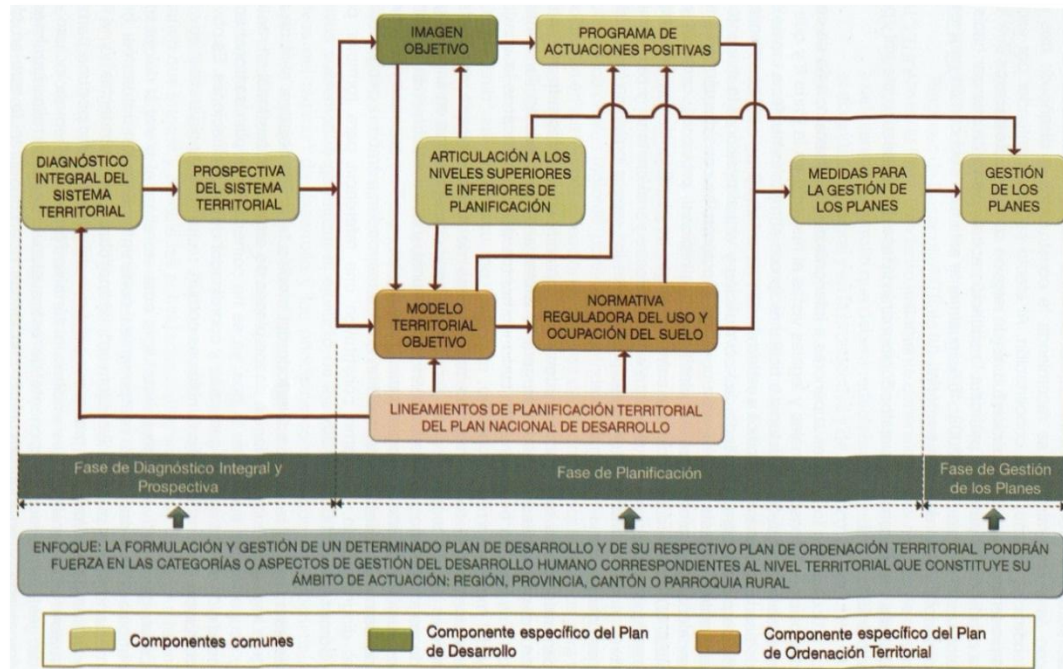 IMAGEN
OBJETIVO
PROGRAMA DE
ACTUACIONES POSITIVAS
DIAGNÓSTICO
INTEGRAL DEL
SISTEMA
TERRITORIAL
PROSPECTIVA
DEL SISTEMA
TERRITORIAL
ARTICULACIÓN A LOS
NIVELES SUPERIORES
E INFERIORES DE
PLANIFICACIÓN
MEDIDAS PARA
LA GESTIÓN DE
LOS PLANES
GESTIÓN
DE LOS
PLANES
MODELO
TERRITORIAL
OBJETIVO
NORMATIVA
REGULADORA DEL USO Y
OCUPACIÓN DEL SUELO
LINEAMIENTOS DE PLANIFICACIÓN TERRITORIAL
DEL PLAN NACIONAL DE DESARROLLO
Fase de Diagnóstico Integral y
Prospectiva
Fase de Planificación
Fase de Gestión
de los Planes
ENFOQUE: LA FORMULACIÓN Y GESTIÓN DE UN DETERMINADO PLAN DE DESARROLLO Y DE SU RESPECTIVO PLAN DE ORDENACIÓN TERRITORIAL PONDRÁN
FUERZA EN LAS CATEGORÍAS O ASPECTOS DE GESTIÓN DEL DESARROLLO HUMANO CORRESPONDIENTES AL NIVEL TERRITORIAL QUE CONSTITUYE SU
ÁMBITO DE ACTUACIÓN: REGIÓN, PROVINCIA, CANTÓN O PARROQUIA RURAL
Componentes comunes
Componente específico del Plan
de Desarrollo
Componente específico del Plan
de Ordenación Territorial